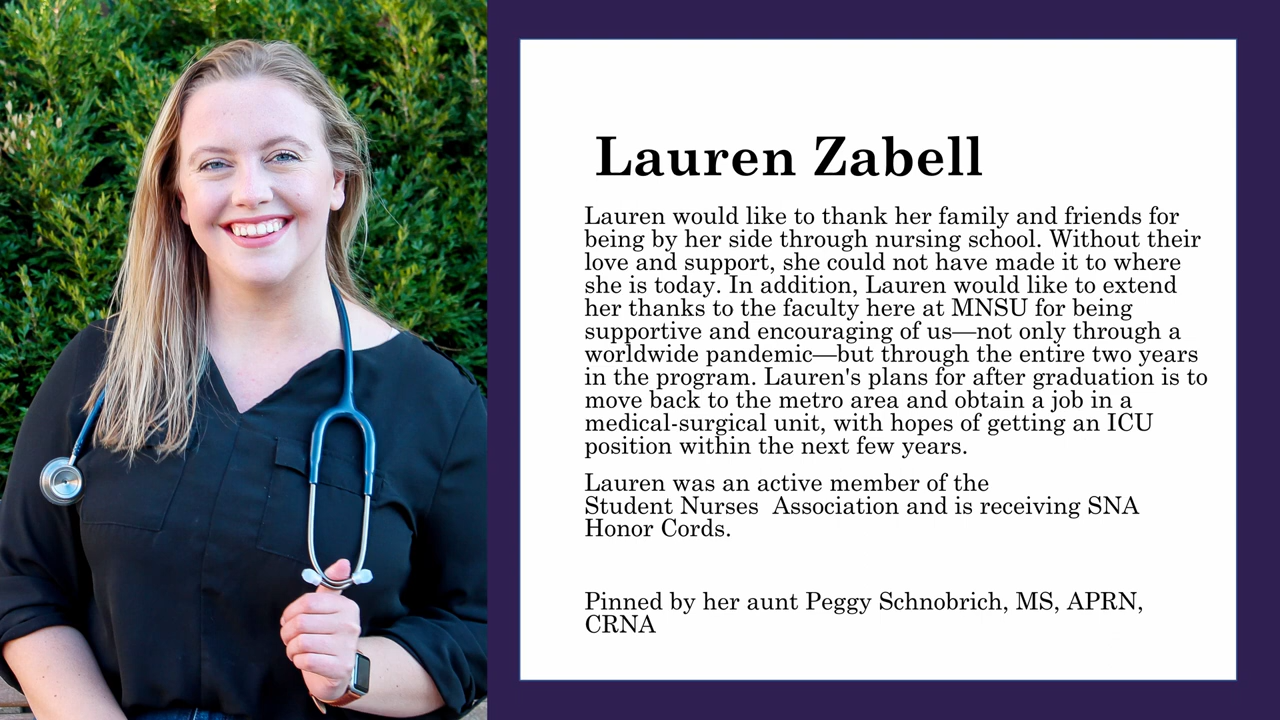 Lauren Zabell
Lauren would like to thank her family and friends for
being by her side through nursing school. Without their
love and support, she could not have made it to where
she is today. In addition, Lauren would like to extend
her thanks to the faculty here at MNSU for being
supportive and encouraging of us—not only through a
worldwide pandemic—but through the entire two years
in the program. Lauren's plans for after graduation is to
move back to the metro area and obtain a job in a
medical-surgical unit, with hopes of getting an ICU
position within the next few years.
Lauren was an active member of the
Student Nurses  Association and is receiving SNA
Honor Cords.
Pinned by her aunt Peggy Schnobrich, MS, APRN,
CRNA